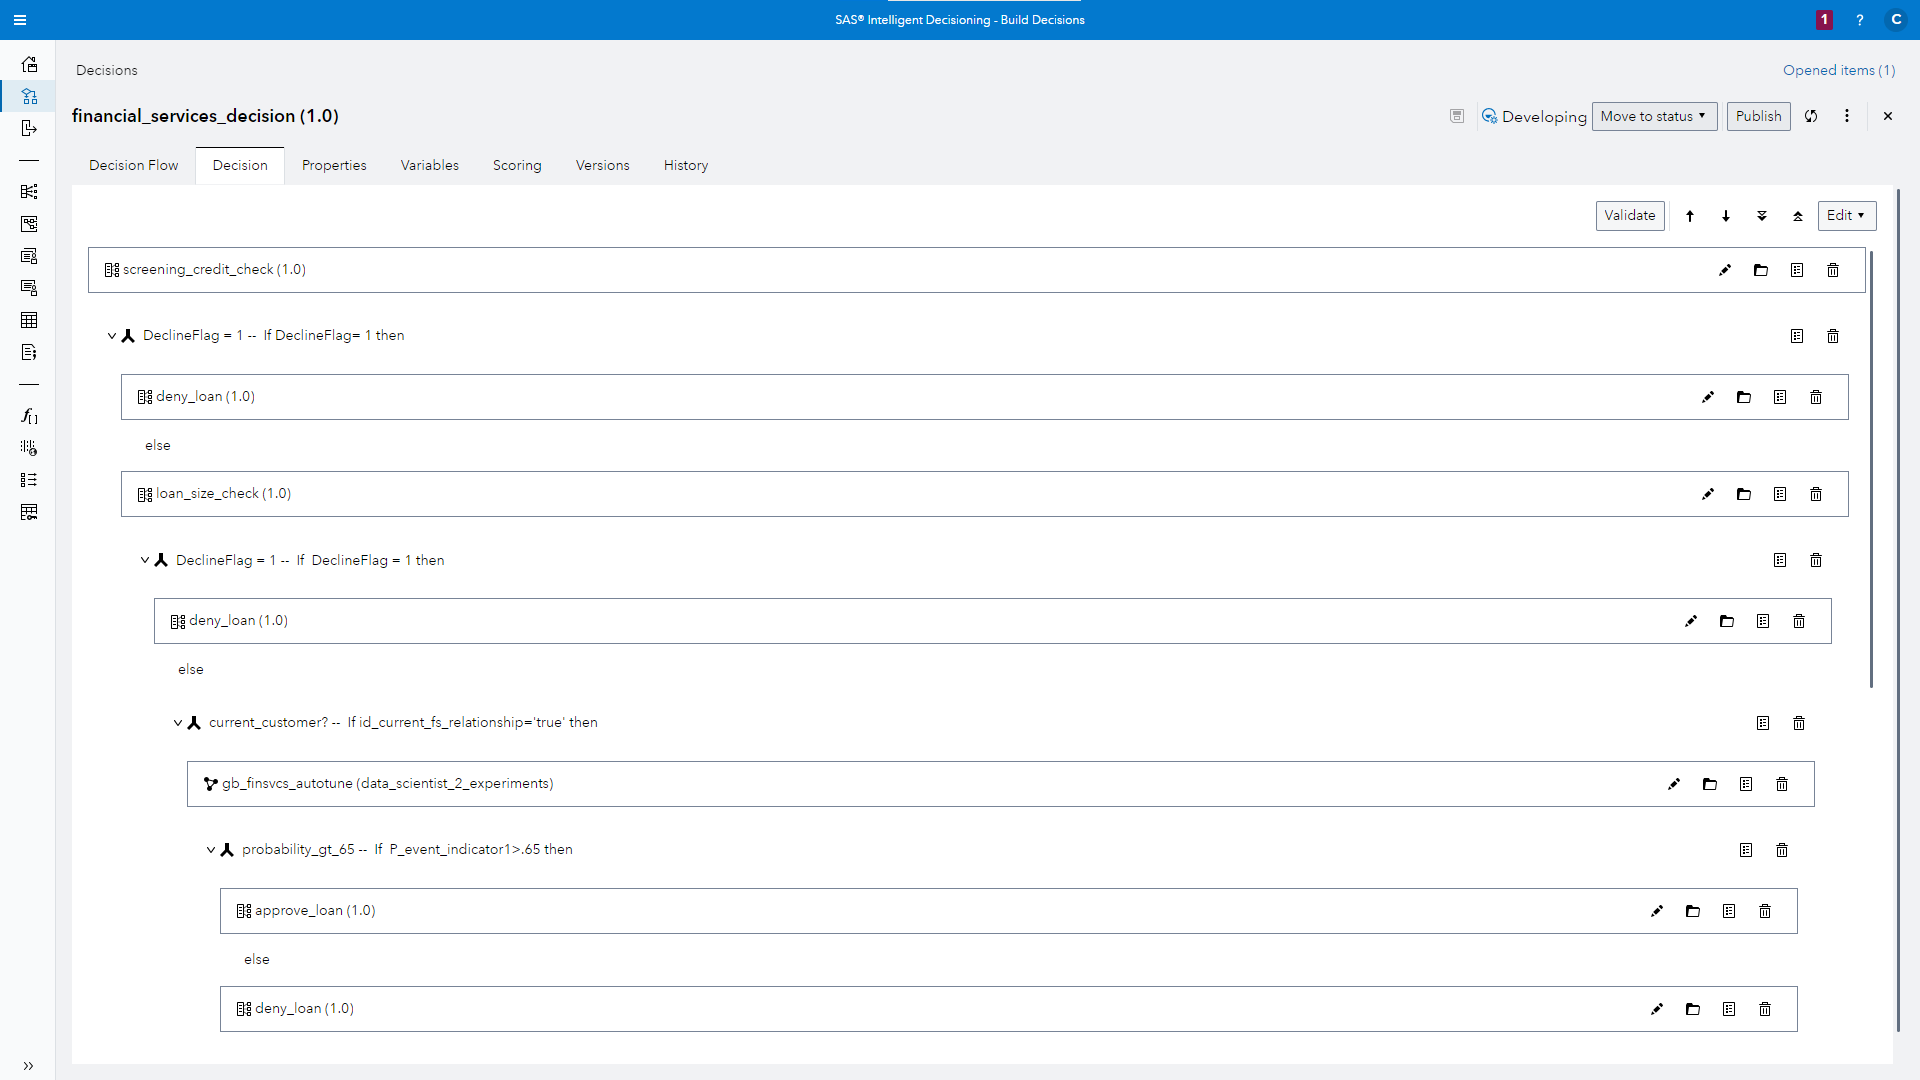 SAS® Intelligent Decisioning - Build Decisions
1
?
C
Decisions
Opened items (1)
financial_services_decision (1.0)
Developing
Move to status
Publish
Decision Flow
Decision
Properties
Variables
Scoring
Versions
History
Validate
Edit
screening_credit_check (1.0)
DeclineFlag = 1 -- If DeclineFlag= 1 then
deny_loan (1.0)
else
loan_size_check (1.0)
DeclineFlag = 1 -- If DeclineFlag = 1 then
deny_loan (1.0)
else
current_customer? -- If id_current_fs_relationship='true' then
gb_finsvcs_autotune (data_scientist_2_experiments)
probability_gt_65 -- If P_event_indicator1>.65 then
approve_loan (1.0)
else
deny_loan (1.0)